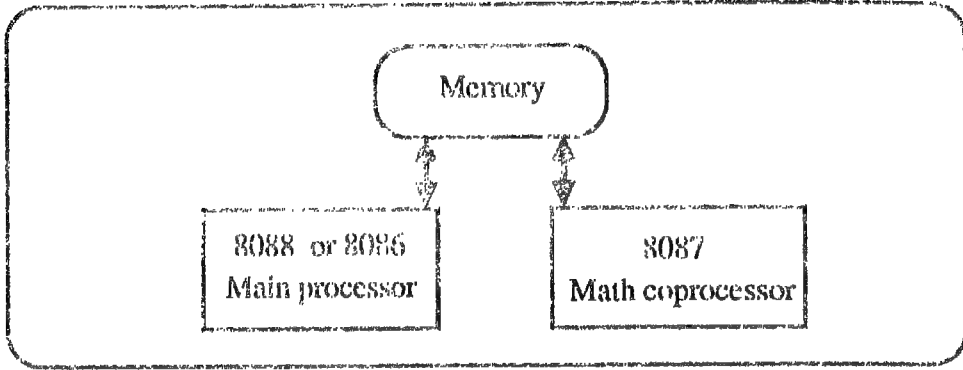 Memory
8088 or 8086
Main processor
8087
Math coprocessor